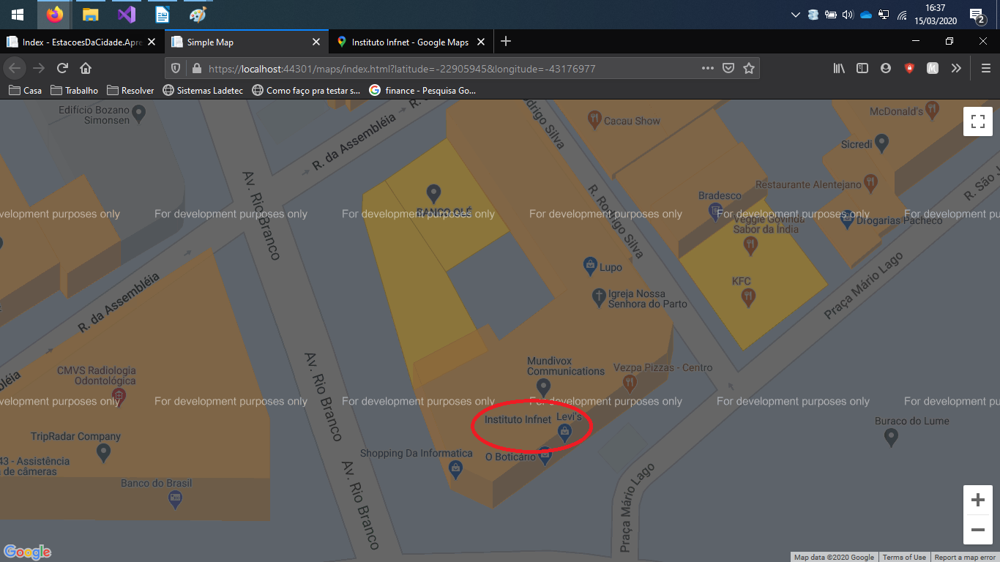 16:37
15/03/2020
2
Index - EstacoesDaCidade.Apre
Simple Map
Instituto Infnet - Google Maps
https://localhost:44301/maps/index.html?latitude=-22905945&longitude=-43176977
Casa
Trabalho
Resolver
Sistemas Ladetec
Como faço pra testar s...
finance - Pesquisa Go...
Edifício Bozano
Simonsen
R. da Assembléia
R.
Rodrigo Silva
Cacau Show
McDonald's
Sicredi
Av. Rio Branco
R. Rodrigo Silva
Restaurante Alentejano
R. São J
BANCO OLÉ
Bradesco
velopment purposes only
For development purposes only
For development purposes only
For development purposes only
For development purposes only
For development pu
Veggie Govinda
Sabor da Índia
Drogarias Pacheco
Lupo
KFC
R. da Assembléia
Igreja Nossa
Senhora do Parto
Praça Mário Lago
CMVS Radiologia
Odontológica
Av. Rio Branco
Mundivox
Communications
Vezpa Pizzas - Centro
mbléia
velopment purposes only
For development purposes only
For development purposes only
For development purposes only
For development purposes only
For development pu
Instituto Infnet
Levi's
Buraco do Lume
TripRadar Company
Shopping Da Informatica
O Boticário
43 - Assistência
a de câmeras
Banco do Brasil
Av. Rio Branco
Praça Mário Lago
Google
Map data ©2020 Google
Terms of Use
Report a map error